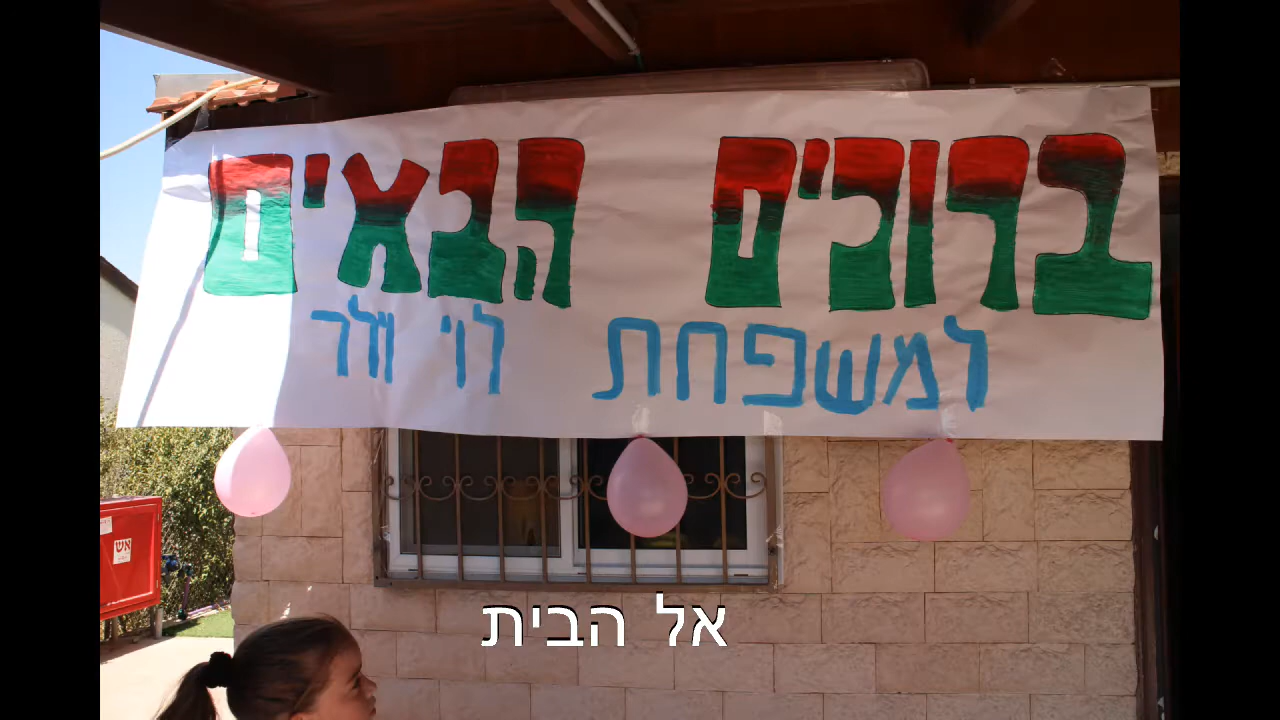 ברוכים הבאים
למשפחת לוי ולר
אש
אל הבית